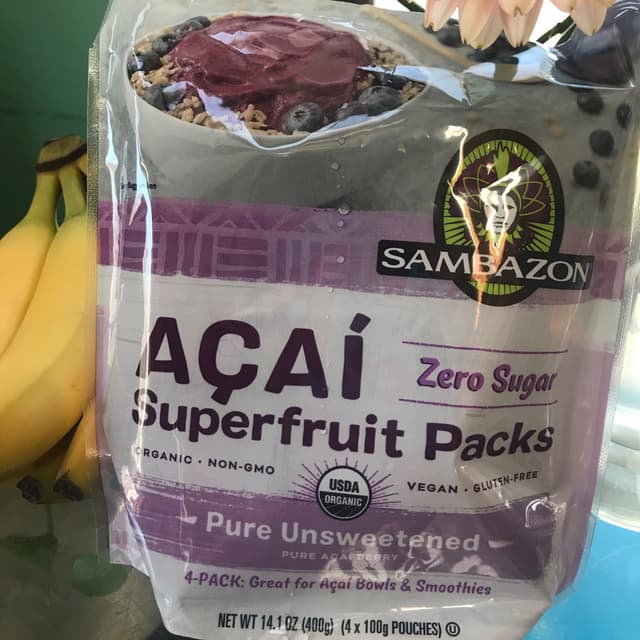 SAMBAZON
AÇAÍ
Zero Sugar
Superfruit Packs
ORGANIC • NON-GMO
USDA
ORGANIC
VEGAN • GLUTEN-FREE
Pure Unsweetened
PURE AÇAÍ BERRY
4-PACK: Great for Açaí Bowls & Smoothies
NET WT 14.1 OZ (400g) (4 x 100g POUCHES) Ⓤ